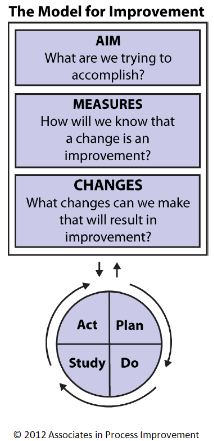 The Model for Improvement
AIM
What are we trying to
accomplish?
MEASURES
How will we know that
a change is an
improvement?
CHANGES
What changes can we make
that will result in
improvement?
Act
Plan
Study
Do
© 2012 Associates in Process Improvement